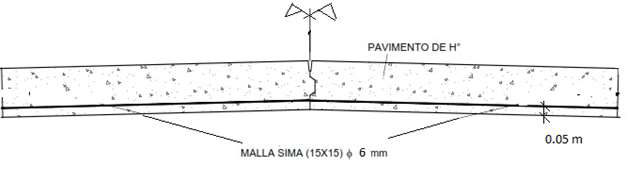 PAVIMENTO DE H°
0.05 m
MALLA SIMA (15X15) ϕ 6 mm